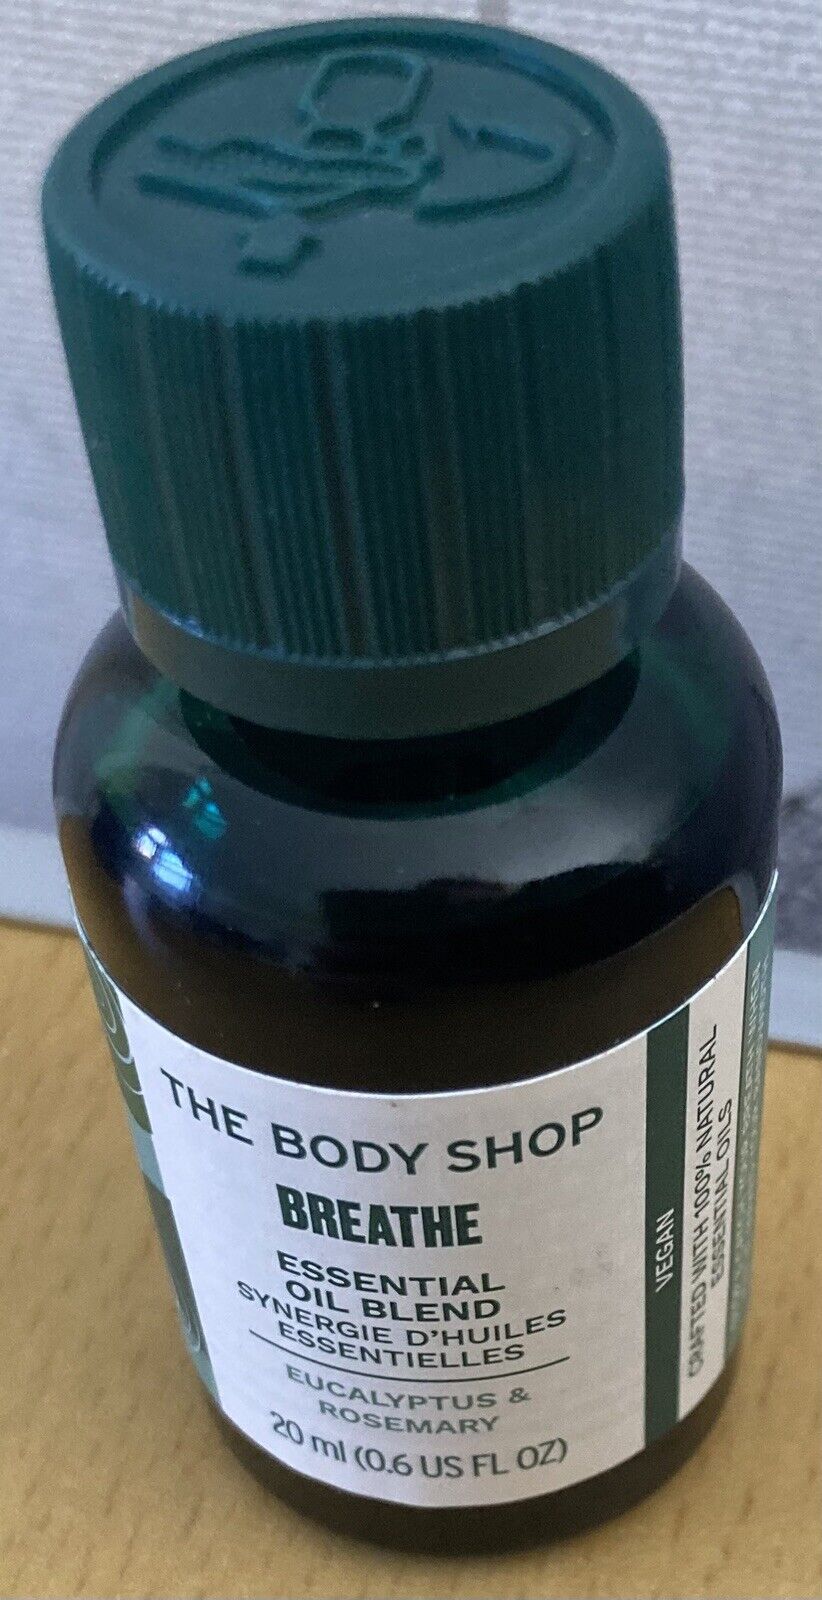 THE BODY SHOP
BREATHE
ESSENTIAL
OIL BLEND
SYNERGIE D'HUILES
ESSENTIELLES
EUCALYPTUS &
ROSEMARY
20 ml (0.6 US FL OZ)
VEGAN
CRAFTED WITH 100% NATURAL
ESSENTIAL OILS